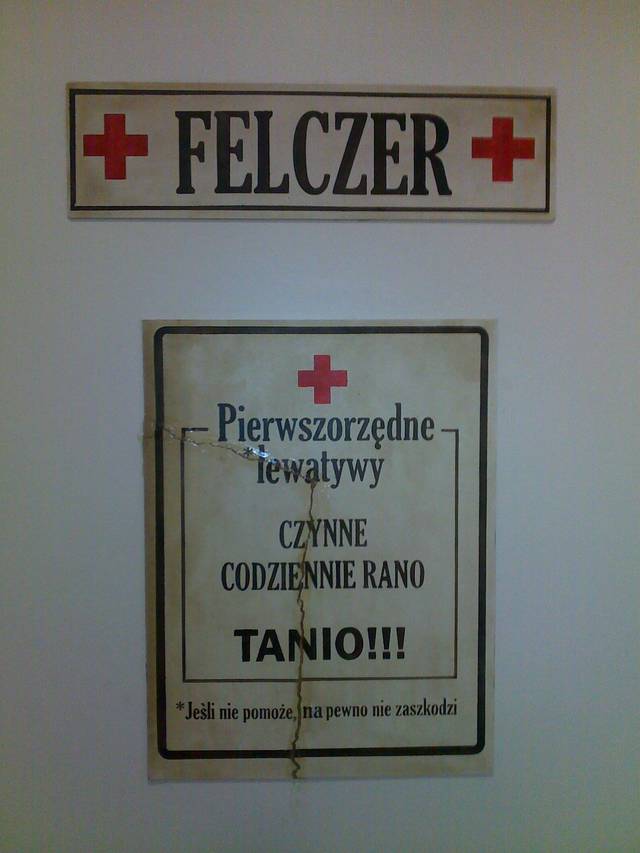 FELCZER
Pierwszorzędne
*lewatywy
CZYNNE
CODZIENNIE RANO
TANIO!!!
*Jeśli nie pomoże, na pewno nie zaszkodzi